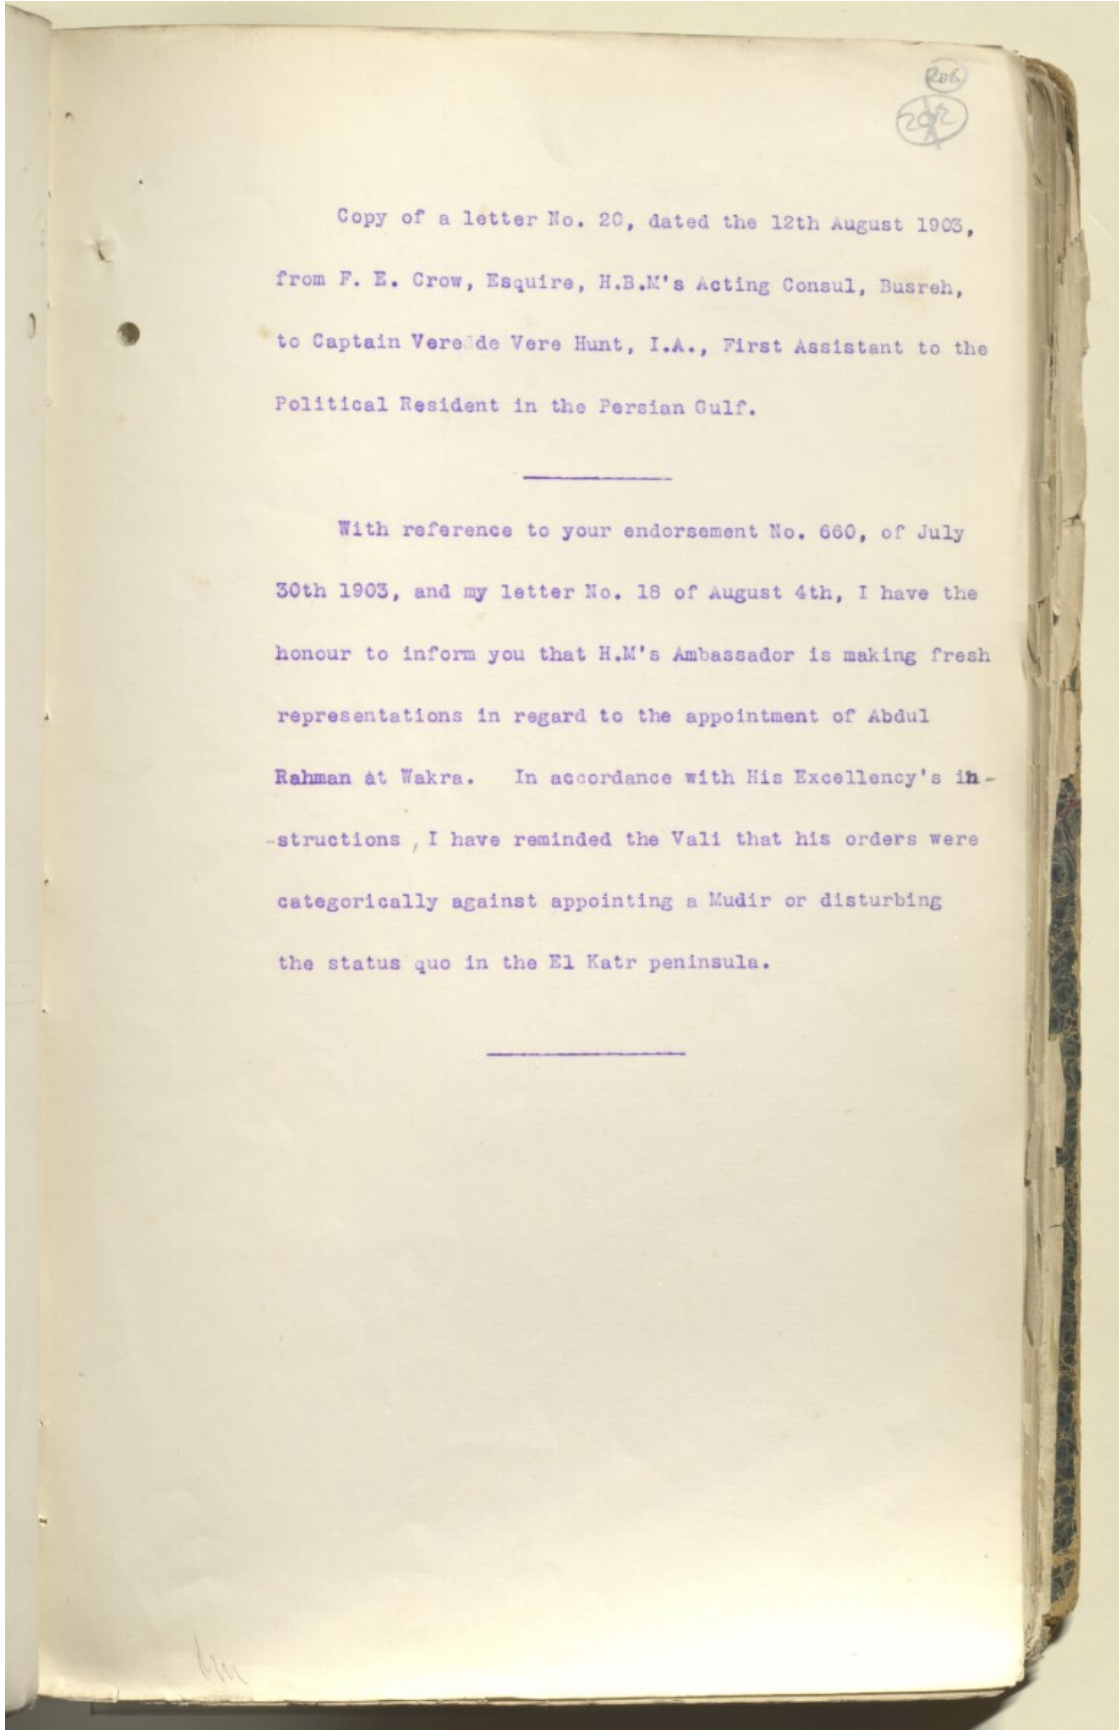 202
Copy of a letter No. 20, dated the 12th August 1903,
from F. E. Crow, Esquire, H.B.M's Acting Consul, Busreh,
to Captain Vere de Vere Hunt, I.A., First Assistant to the
Political Resident in the Persian Gulf.
With reference to your endorsement No. 660, of July
30th 1903, and my letter No. 18 of August 4th, I have the
honour to inform you that H.M's Ambassador is making fresh
representations in regard to the appointment of Abdul
Rahman at Wakra. In accordance with His Excellency's in-
-structions, I have reminded the Vali that his orders were
categorically against appointing a Mudir or disturbing
the status quo in the El Katr peninsula.